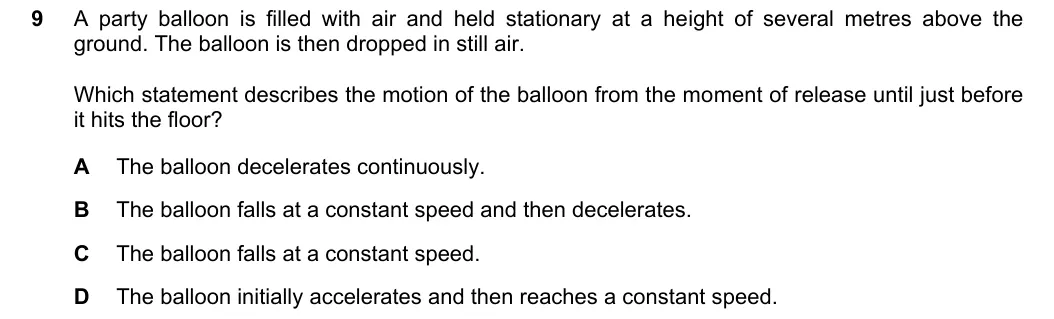 9 A party balloon is filled with air and held stationary at a height of several metres above the
ground. The balloon is then dropped in still air.
Which statement describes the motion of the balloon from the moment of release until just before
it hits the floor?
A The balloon decelerates continuously.
B The balloon falls at a constant speed and then decelerates.
C The balloon falls at a constant speed.
D The balloon initially accelerates and then reaches a constant speed.